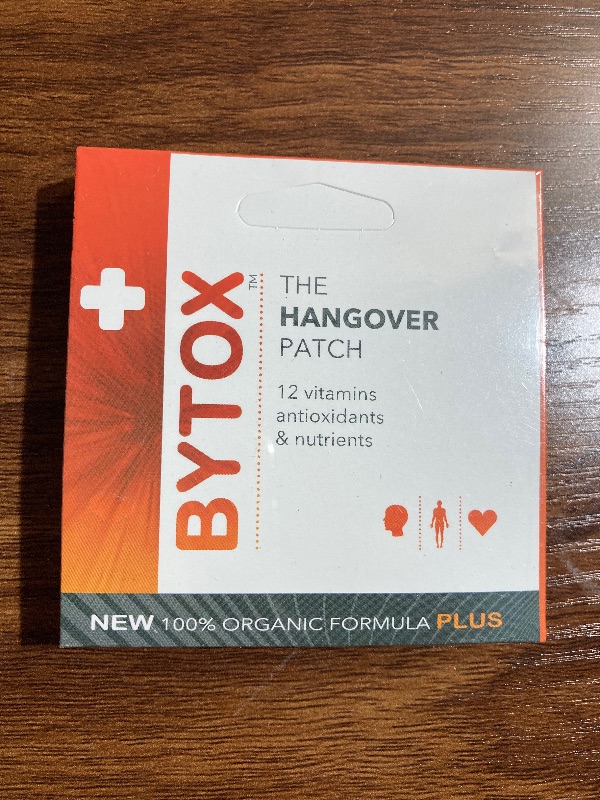 BYTOX™
THE
HANGOVER
PATCH
12 vitamins
antioxidants
& nutrients
NEW 100% ORGANIC FORMULA PLUS